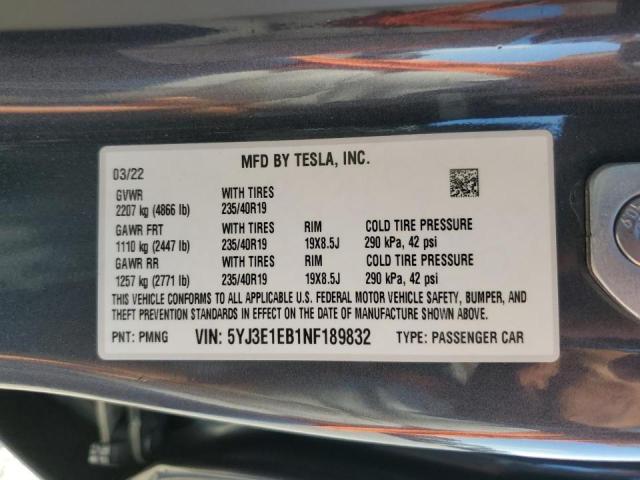 MFD BY TESLA, INC.
03/22
GVWR WITH TIRES
2207 kg (4866 lb) 235/40R19
GAWR FRT WITH TIRES RIM COLD TIRE PRESSURE
1110 kg (2447 lb) 235/40R19 19X8.5J 290 kPa, 42 psi
GAWR RR WITH TIRES RIM COLD TIRE PRESSURE
1257 kg (2771 lb) 235/40R19 19X8.5J 290 kPa, 42 psi
THIS VEHICLE CONFORMS TO ALL APPLICABLE U.S. FEDERAL MOTOR VEHICLE SAFETY, BUMPER, AND
THEFT PREVENTION STANDARDS IN EFFECT ON THE DATE OF MANUFACTURE SHOWN ABOVE.
PNT: PMNG VIN: 5YJ3E1EB1NF189832 TYPE: PASSENGER CAR